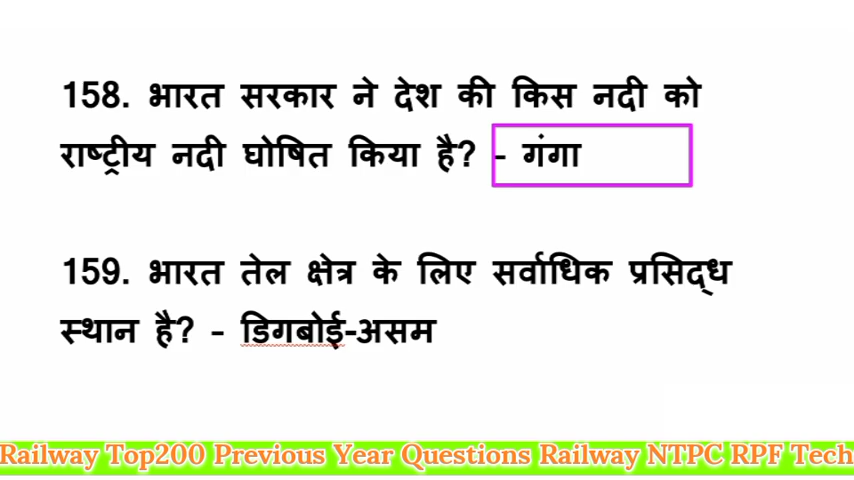 158. भारत सरकार ने देश की किस नदी को
राष्ट्रीय नदी घोषित किया है? - गंगा
159. भारत तेल क्षेत्र के लिए सर्वाधिक प्रसिद्ध
स्थान है? - डिगबोई-असम
Railway Top200 Previous Year Questions Railway NTPC RPF Tech